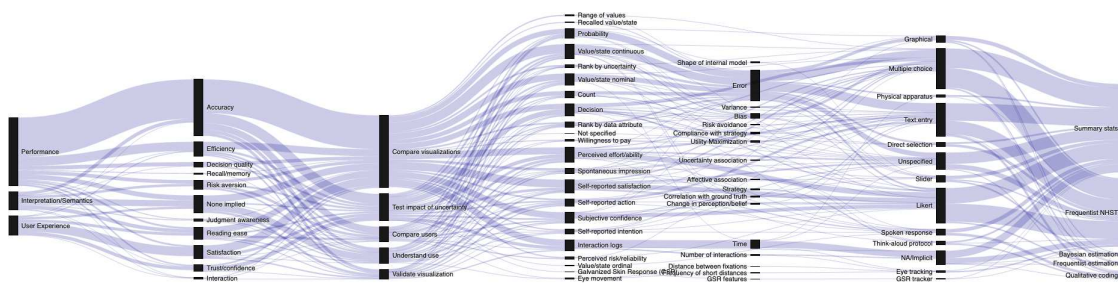 Performance
Interpretation/Semantics
User Experience
Accuracy
Efficiency
Decision quality
Recall/memory
Risk aversion
None implied
Judgment awareness
Reading ease
Satisfaction
Trust/confidence
Interaction
Compare visualizations
Test impact of uncertainty
Compare users
Understand use
Validate visualization
Range of values
Recalled value/state
Probability
Value/state continuous
Rank by uncertainty
Value/state nominal
Count
Decision
Rank by data attribute
Not specified
Willingness to pay
Perceived effort/ability
Spontaneous impression
Self-reported satisfaction
Self-reported action
Subjective confidence
Self-reported intention
Interaction logs
Perceived risk/reliability
Value/state ordinal
Galvanized Skin Response (GSR)
Eye movement
Shape of internal model
Error
Variance
Bias
Risk avoidance
Compliance with strategy
Utility Maximization
Uncertainty association
Affective association
Strategy
Correlation with ground truth
Change in perception/belief
Time
Number of interactions
Distance between fixations
Frequency of short distances
GSR features
Graphical
Multiple choice
Physical apparatus
Text entry
Direct selection
Unspecified
Slider
Likert
Spoken response
Think-aloud protocol
NA/Implicit
Eye tracking
GSR tracker
Summary stats
Frequentist NHST
Bayesian estimation
Frequentist estimation
Qualitative coding